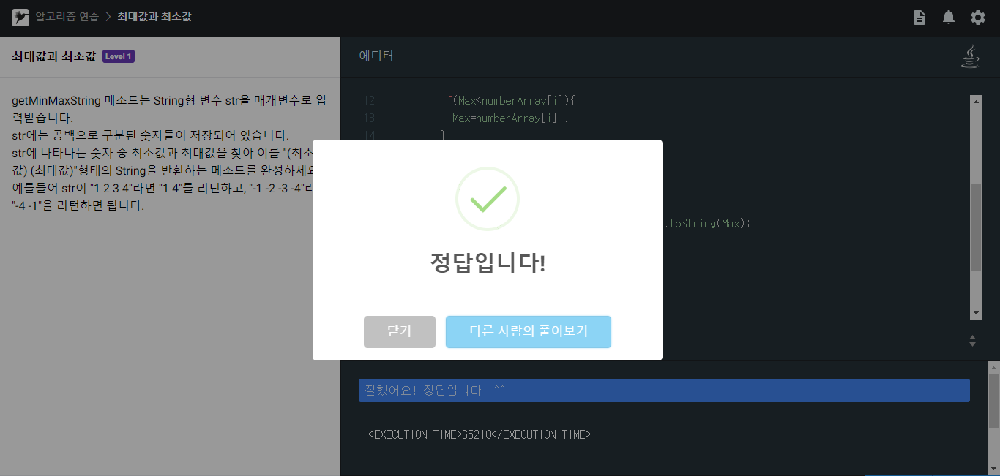 알고리즘 연습 > 최대값과 최소값
최대값과 최소값 Level 1
getMinMaxString 메소드는 String형 변수 str을 매개변수로 입
력받습니다.
str에는 공백으로 구분된 숫자들이 저장되어 있습니다.
str에 나타나는 숫자 중 최소값과 최대값을 찾아 이를 "(최소
값) (최대값)"형태의 String을 반환하는 메소드를 완성하세요
예를들어 str이 "1 2 3 4"라면 "1 4"를 리턴하고, "-1 -2 -3 -4"라
"-4 -1"을 리턴하면 됩니다.
에디터
12 if(Max<numberArray[i]){
13 Max=numberArray[i] ;
14 }
.toString(Max);
정답입니다!
닫기
다른 사람의 풀이보기
잘했어요! 정답입니다. ^^
<EXECUTION_TIME>65210</EXECUTION_TIME>